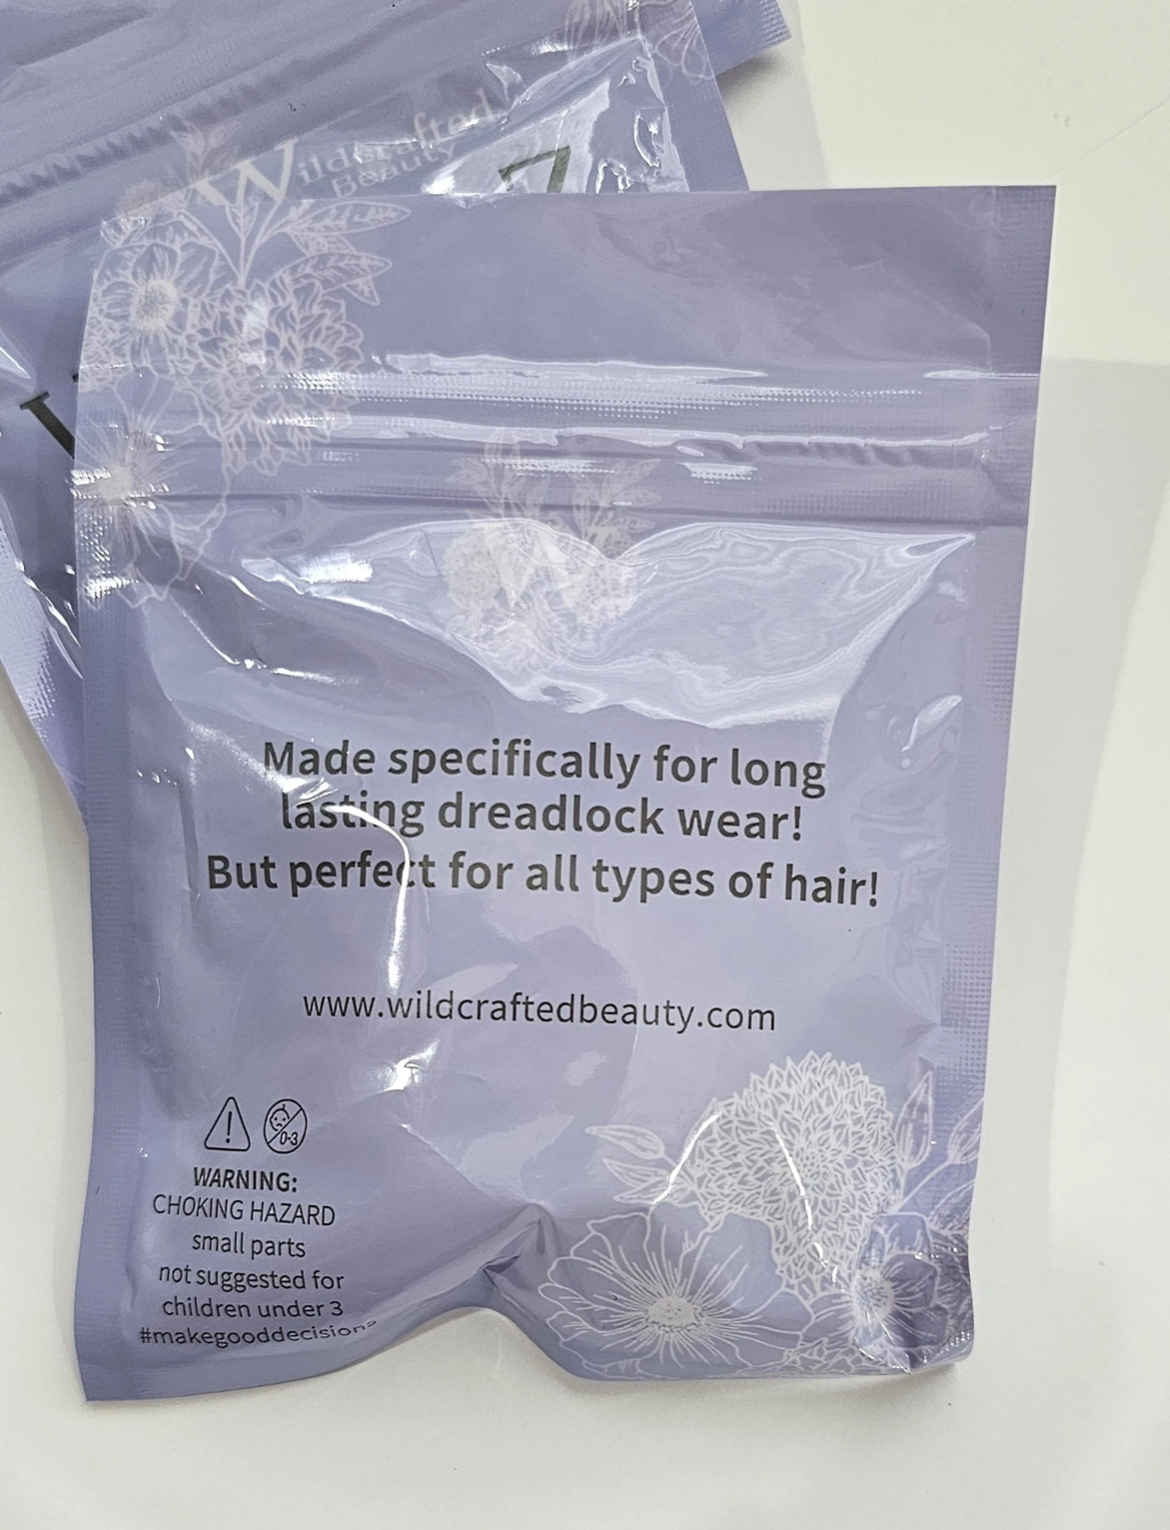 Wildcrafted
Beauty
Made specifically for long
lasting dreadlock wear!
But perfect for all types of hair!
www.wildcraftedbeauty.com
0-3
WARNING:
CHOKING HAZARD
small parts
not suggested for
children under 3
#makegooddecisions